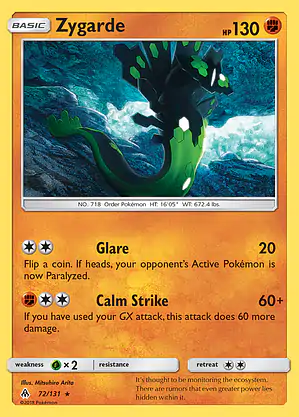 BASIC Zygarde HP 130
NO. 718 Order Pokémon HT: 16'05" WT: 672.4 lbs.
Glare 20
Flip a coin. If heads, your opponent's Active Pokémon is
now Paralyzed.
Calm Strike 60+
If you have used your GX attack, this attack does 60 more
damage.
weakness ×2 resistance retreat
Illus. Mitsuhiro Arita
72/131 ★
©2018 Pokémon
It's thought to be monitoring the ecosystem.
There are rumors that even greater power lies
hidden within it.